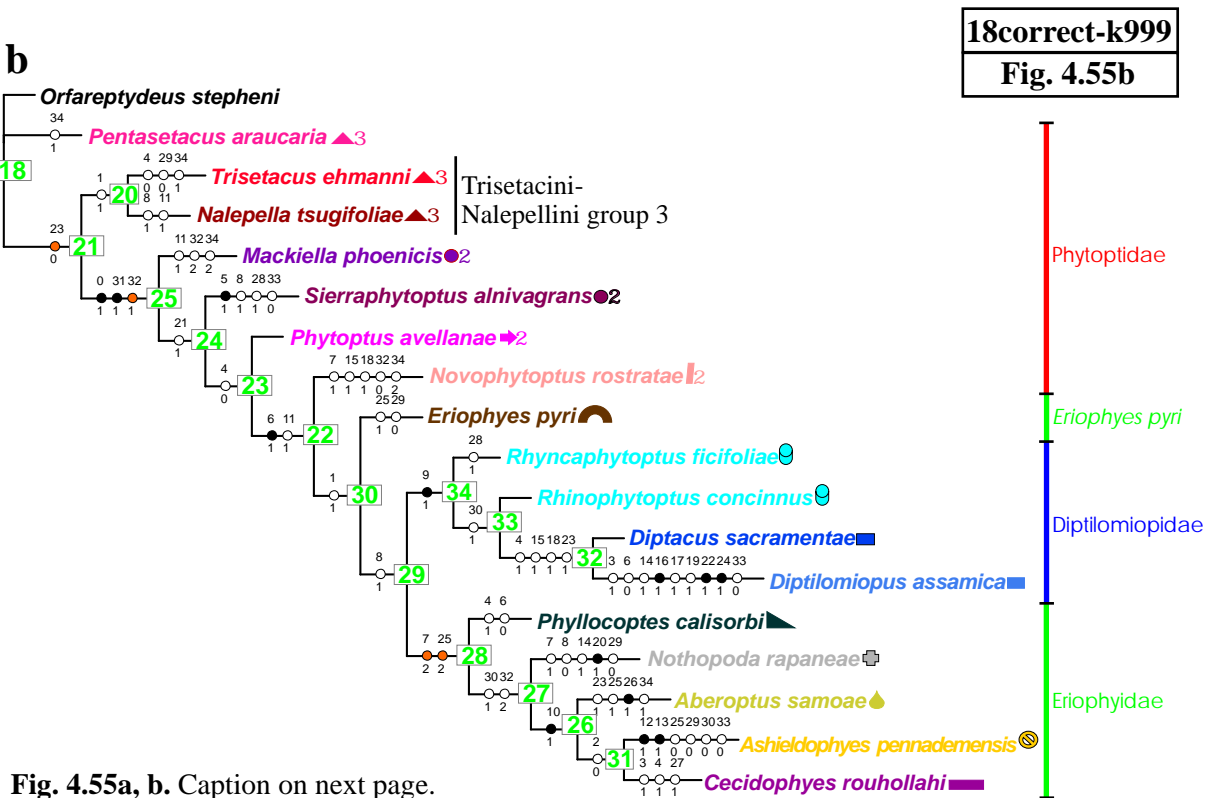 18correct-k999
Fig. 4.55b
b
Orfareptydeus stepheni
34
1
Pentasetacus araucaria 3
18
4 29 34
0 0 1
Trisetacus ehmanni 3
1
1
20
Trisetacini-
Nalepellini group 3
8 11
1 1
Nalepella tsugifoliae 3
23
0
21
11 32 34
1 2 2
Mackiella phoenicis 2
Phytoptidae
0 31 32
1 1 1
25
5 8 28 33
1 1 1 0
Sierraphytoptus alnivagrans 2
21
1
24
Phytoptus avellanae 2
4
0
23
7 15 18 32 34
1 1 1 0 2
Novophytoptus rostratae 2
6 11
1 1
22
25 29
1 0
Eriophyes pyri
Eriophyes pyri
28
1
Rhyncaphytoptus ficifoliae
1
1
30
9
1
34
Rhinophytoptus concinnus
30
1
33
Diptilomiopidae
4 15 18 23
1 1 1 1
32
Diptacus sacramentae
8
1
29
3 6 14 16 17 19 22 24 33
1 0 1 1 1 1 1 1 0
Diptilomiopus assamica
4 6
1 0
Phyllocoptes calisorbi
7 25
2 2
28
7 8 14 20 29
1 0 1 1 0
Nothopoda rapaneae
30 32
1 2
27
23 25 26 34
1 1 1 1
Aberoptus samoae
Eriophyidae
10
1
26
12 13 25 29 30 33
1 1 0 0 0 0
Ashieldophyes pennademensis
2
0
31
3 4 27
1 1 1
Cecidophyes rouhollahi
Fig. 4.55a, b. Caption on next page.